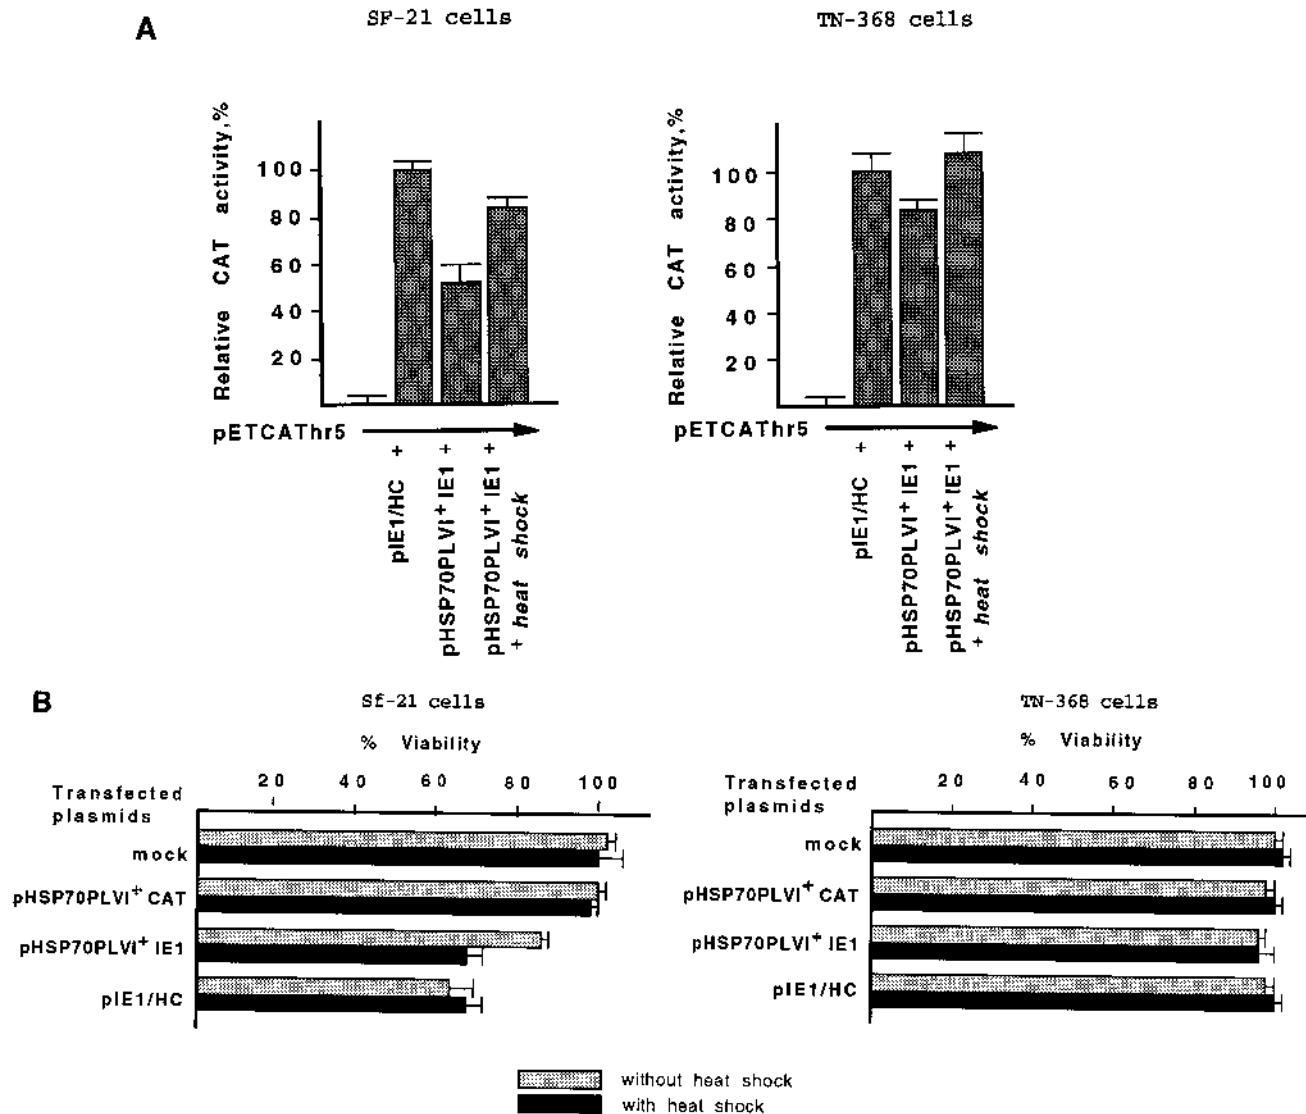 A
SF-21 cells
TN-368 cells
Relative CAT activity,%
100
80
60
40
20
pETCAThr5
pIE1/HC +
pHSP70PLVI+ IE1 +
pHSP70PLVI+ IE1 +
+ heat shock
Relative CAT activity,%
100
80
60
40
20
pETCAThr5
pIE1/HC +
pHSP70PLVI+ IE1 +
pHSP70PLVI+ IE1 +
+ heat shock
B
Sf-21 cells
% Viability
Transfected
plasmids
20 40 60 80 100
mock
pHSP70PLVI+ CAT
pHSP70PLVI+ IE1
pIE1/HC
TN-368 cells
% Viability
Transfected
plasmids
20 40 60 80 100
mock
pHSP70PLVI+ CAT
pHSP70PLVI+ IE1
pIE1/HC
without heat shock
with heat shock